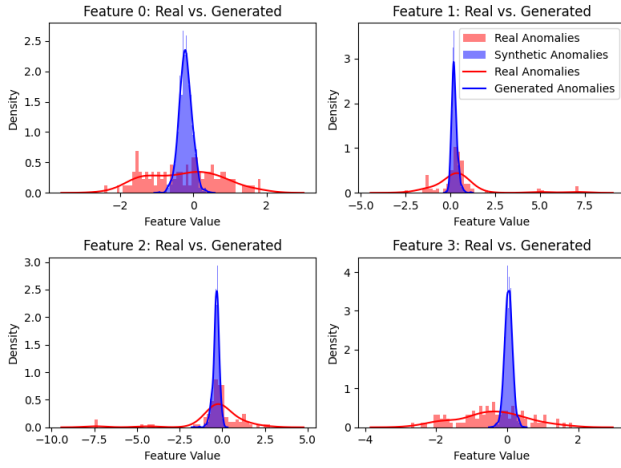 Feature 0: Real vs. Generated
Density
2.5
2.0
1.5
1.0
0.5
0.0
−2
0
2
Feature Value
Feature 1: Real vs. Generated
Real Anomalies
Synthetic Anomalies
Real Anomalies
Generated Anomalies
Density
3
2
1
0
−5.0
−2.5
0.0
2.5
5.0
7.5
Feature Value
Feature 2: Real vs. Generated
Density
3.0
2.5
2.0
1.5
1.0
0.5
0.0
−10.0
−7.5
−5.0
−2.5
0.0
2.5
5.0
Feature Value
Feature 3: Real vs. Generated
Density
4
3
2
1
0
−4
−2
0
2
Feature Value